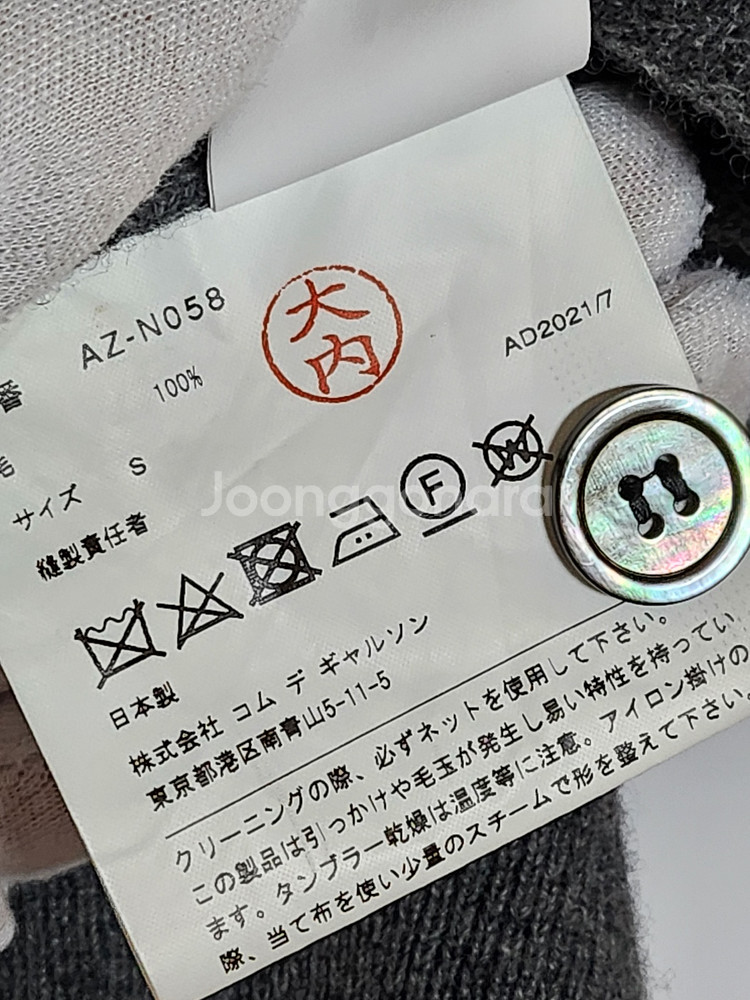 番 AZ-N058
大
内
AD2021/7
毛 100%
サイズ S
縫製責任者
F
W
日本製
株式会社 コム デ ギャルソン
東京都港区南青山5-11-5
クリーニングの際、必ずネットを使用して下さい。
この製品は引っかけや毛玉が発生し易い特性を持ってい
ます。タンブラー乾燥は温度等に注意。アイロン掛けの
際、当て布を使い少量のスチームで形を整えて下さい。
Joonggonara